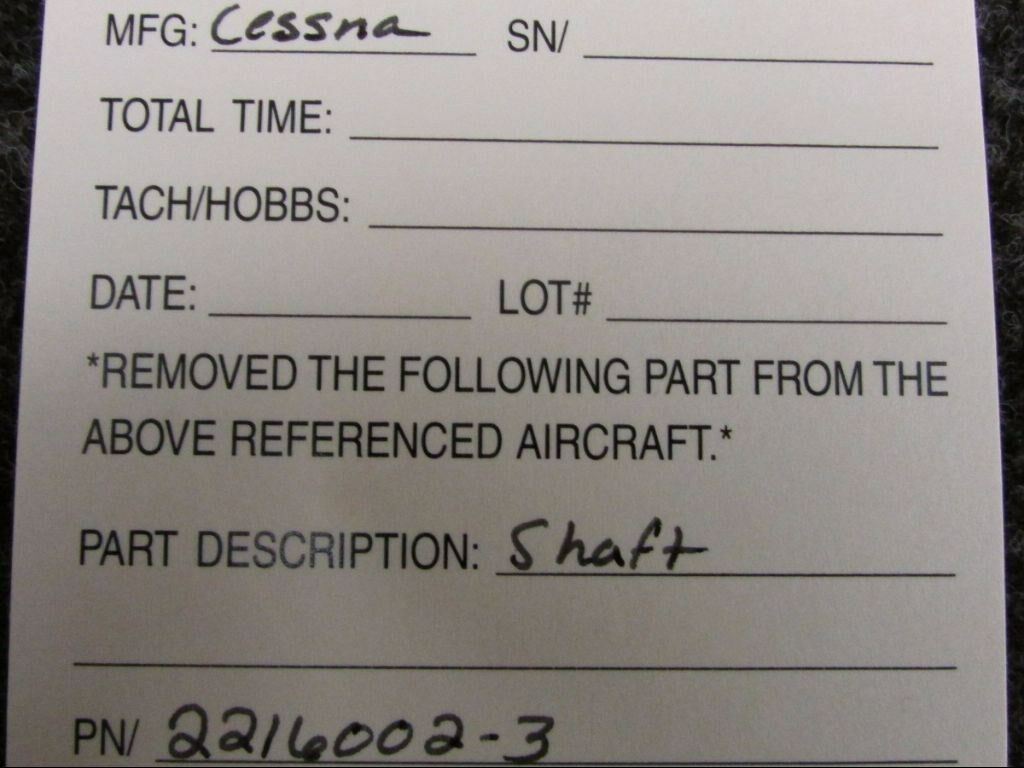 MFG: Cessna SN/
TOTAL TIME:
TACH/HOBBS:
DATE: LOT#
*REMOVED THE FOLLOWING PART FROM THE
ABOVE REFERENCED AIRCRAFT.*
PART DESCRIPTION: Shaft
PN/ 2216002-3